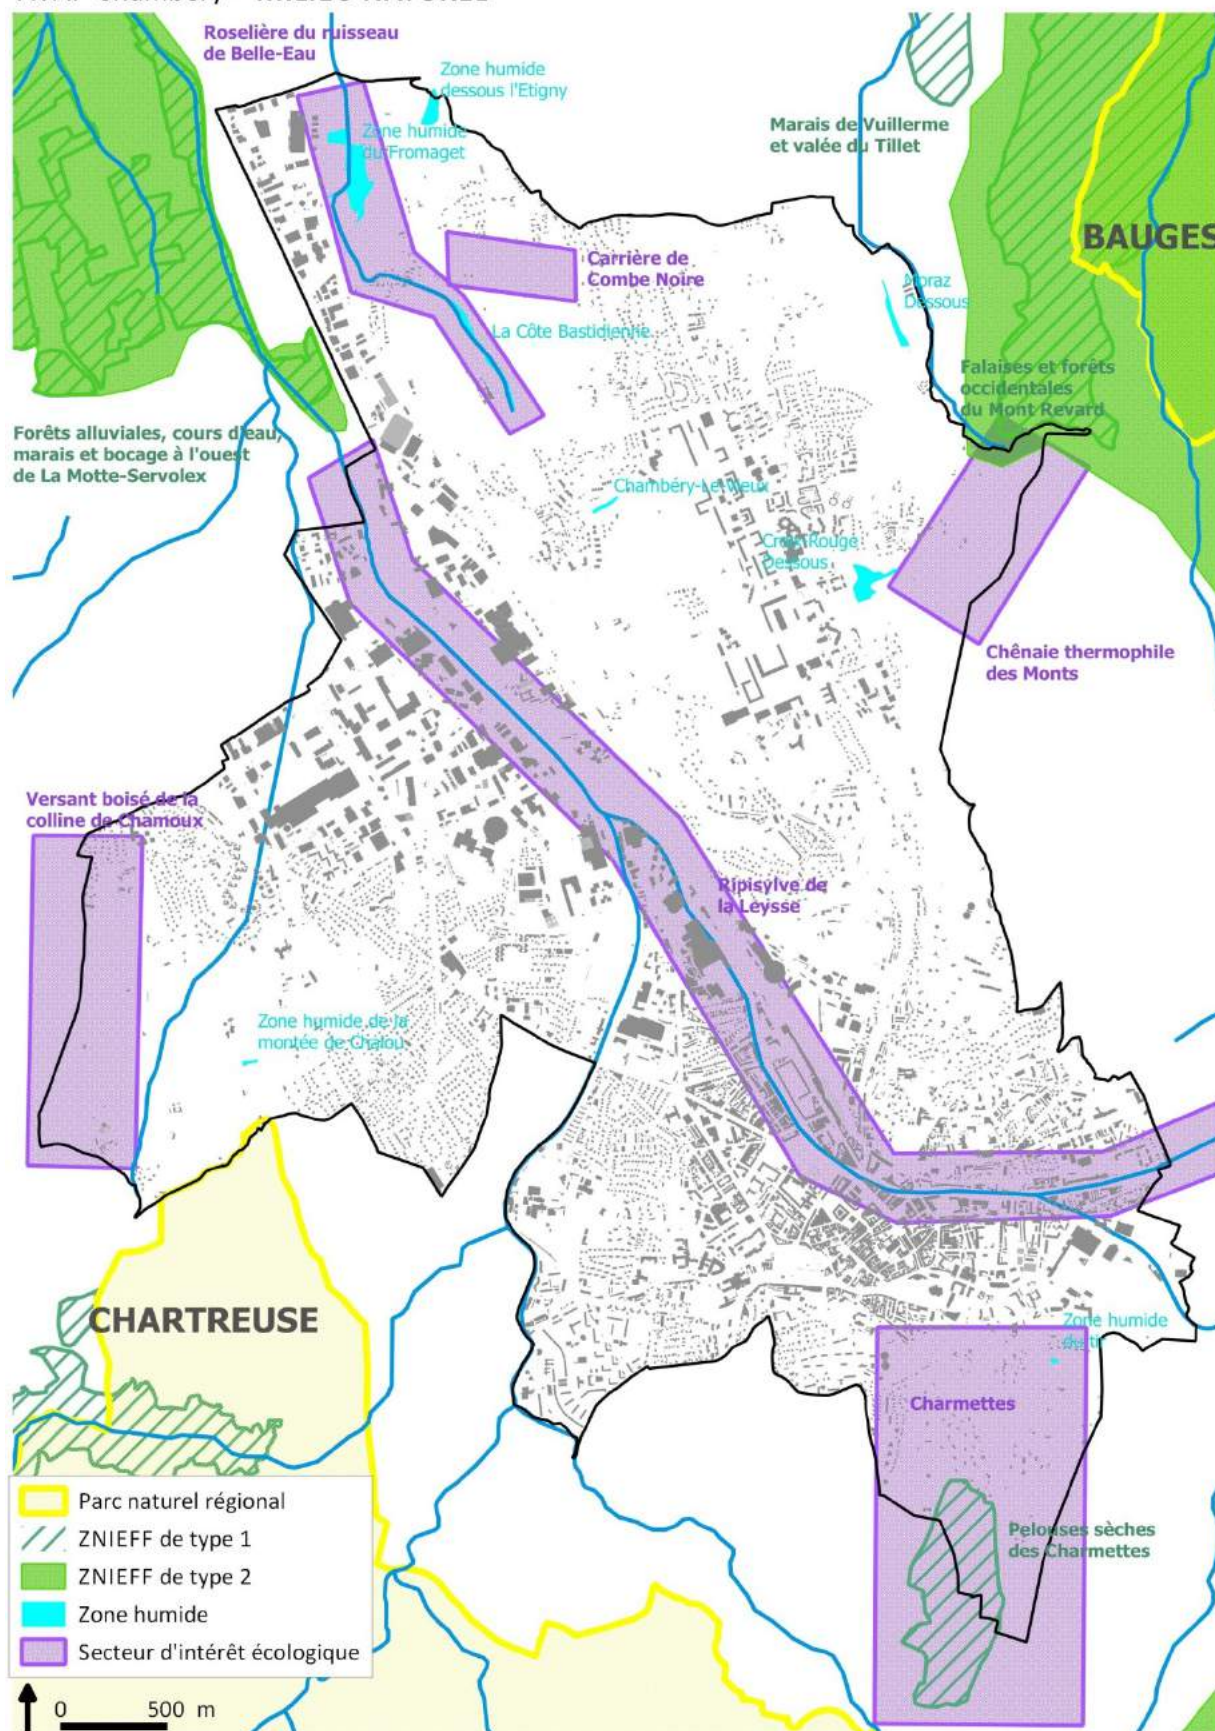 Roselière du ruisseau
de Belle-Eau
Zone humide
dessous l'Etigny
Zone humide
du Fromaget
Marais de Vuillerme
et valée du Tillet
BAUGES
Carrière de
Combe Noire
Moraz
Dessous
La Côte Bastidienne
Falaises et forêts
occidentales
du Mont Revard
Forêts alluviales, cours d'eau,
marais et bocage à l'ouest
de La Motte-Servolex
Chambéry-Le-Vieux
Croix-Rouge
Dessous
Chênaie thermophile
des Monts
Versant boisé de la
colline de Chamoux
Ripisylve de
la Leysse
Zone humide de la
montée de Chalou
CHARTREUSE
Zone humide
du tir
Charmettes
Pelouses sèches
des Charmettes
Parc naturel régional
ZNIEFF de type 1
ZNIEFF de type 2
Zone humide
Secteur d'intérêt écologique
0 500 m